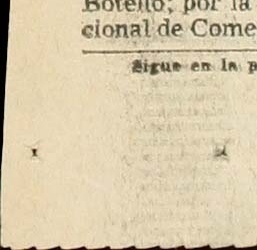 Botello, por la
cional de Come
Sigue en la p